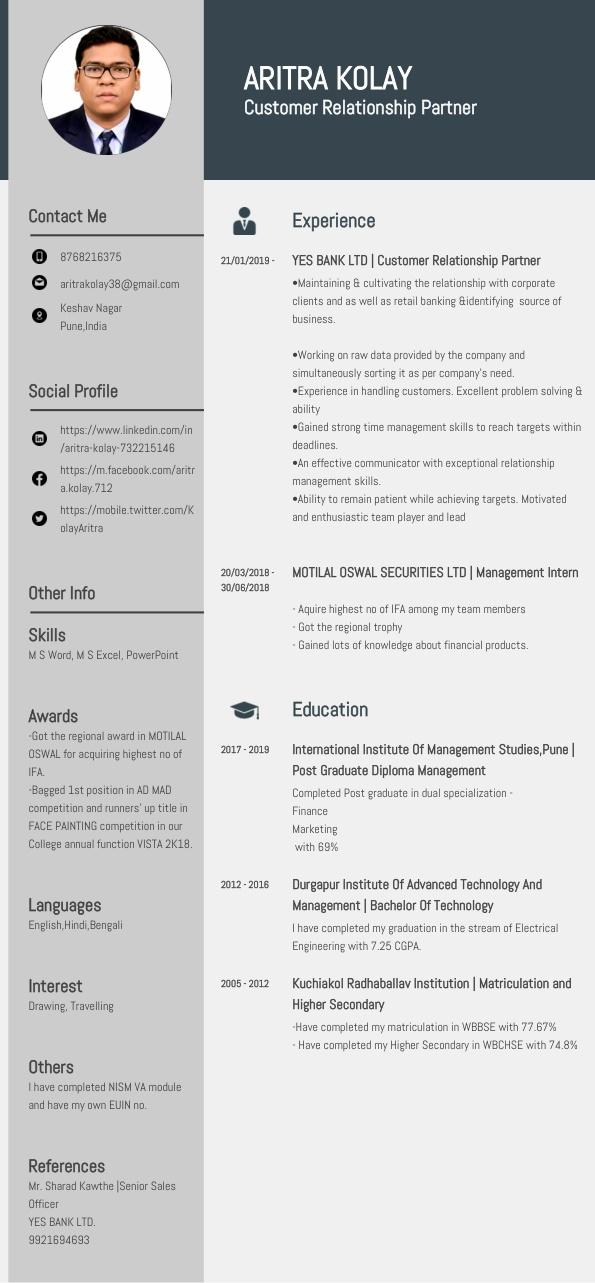 ARITRA KOLAY
Customer Relationship Partner
Contact Me
8768216375
aritrakolay38@gmail.com
Keshav Nagar
Pune,India
Social Profile
https://www.linkedin.com/in
/aritra-kolay-732215146
https://m.facebook.com/aritr
a.kolay.712
https://mobile.twitter.com/K
olayAritra
Other Info
Skills
M S Word, M S Excel, PowerPoint
Awards
-Got the regional award in MOTILAL
OSWAL for acquiring highest no of
IFA.
-Bagged 1st position in AD MAD
competition and runners' up title in
FACE PAINTING competition in our
College annual function VISTA 2K18.
Languages
English,Hindi,Bengali
Interest
Drawing, Travelling
Others
I have completed NISM VA module
and have my own EUIN no.
References
Mr. Sharad Kawthe |Senior Sales
Officer
YES BANK LTD.
9921694693
Experience
21/01/2019 - YES BANK LTD | Customer Relationship Partner
•Maintaining & cultivating the relationship with corporate
clients and as well as retail banking &identifying source of
business.
•Working on raw data provided by the company and
simultaneously sorting it as per company's need.
•Experience in handling customers. Excellent problem solving &
ability
•Gained strong time management skills to reach targets within
deadlines.
•An effective communicator with exceptional relationship
management skills.
•Ability to remain patient while achieving targets. Motivated
and enthusiastic team player and lead
20/03/2018 - MOTILAL OSWAL SECURITIES LTD | Management Intern
30/06/2018
- Aquire highest no of IFA among my team members
- Got the regional trophy
- Gained lots of knowledge about financial products.
Education
2017 - 2019 International Institute Of Management Studies,Pune |
Post Graduate Diploma Management
Completed Post graduate in dual specialization -
Finance
Marketing
with 69%
2012 - 2016 Durgapur Institute Of Advanced Technology And
Management | Bachelor Of Technology
I have completed my graduation in the stream of Electrical
Engineering with 7.25 CGPA.
2005 - 2012 Kuchiakol Radhaballav Institution | Matriculation and
Higher Secondary
-Have completed my matriculation in WBBSE with 77.67%
- Have completed my Higher Secondary in WBCHSE with 74.8%